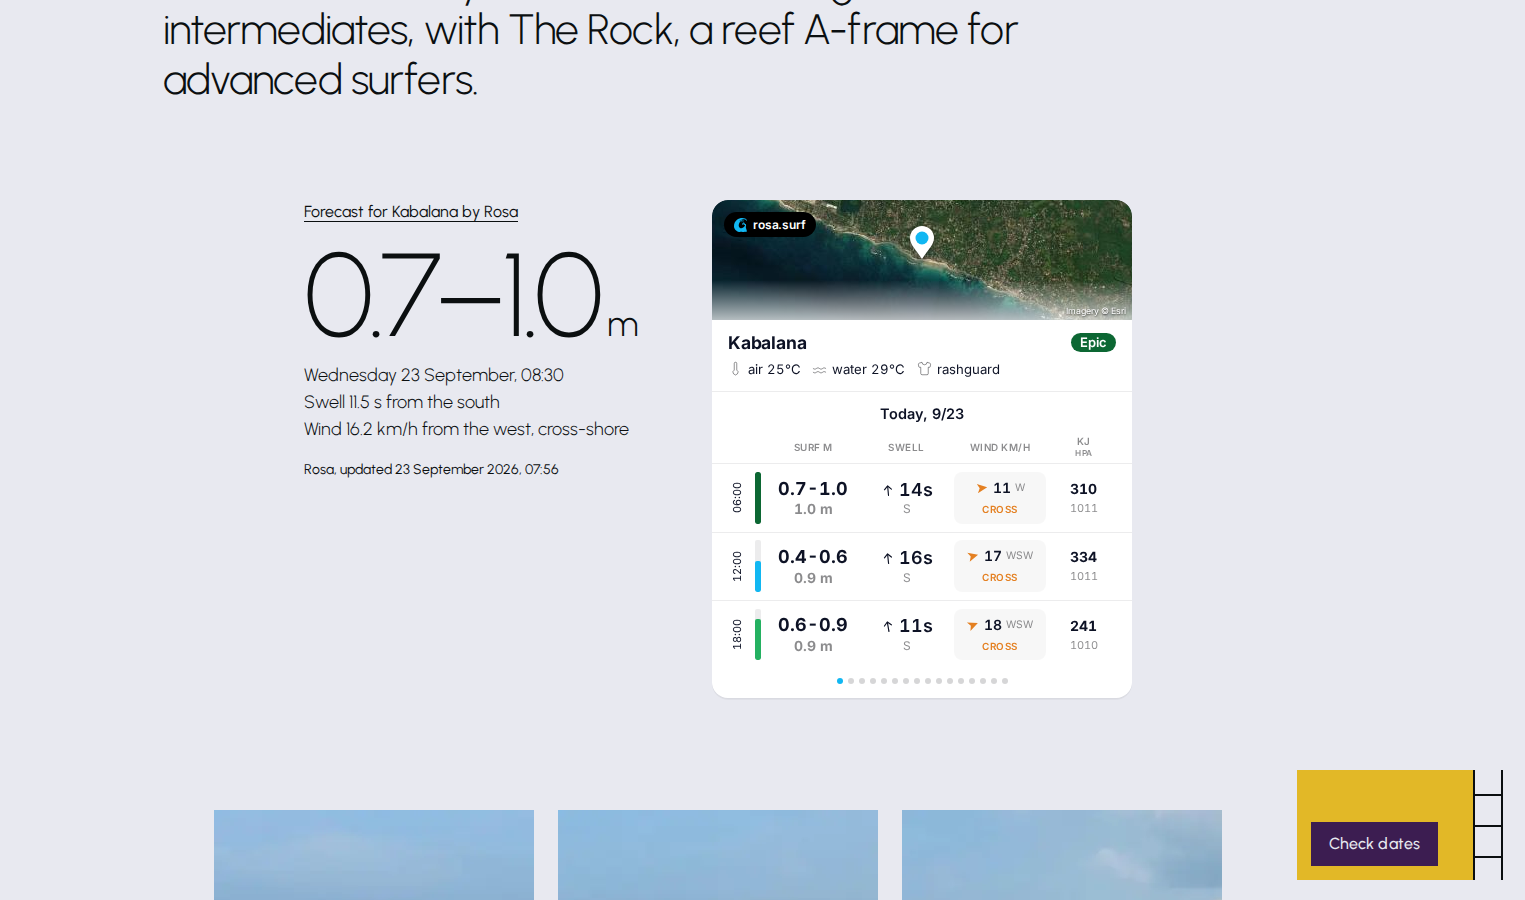 intermediates, with The Rock, a reef A-frame for
advanced surfers.
Forecast for Kabalana by Rosa
0.7–1.0 m
Wednesday 23 September, 08:30
Swell 11.5 s from the south
Wind 16.2 km/h from the west, cross-shore
Rosa, updated 23 September 2026, 07:56
rosa.surf
Imagery © Esri
Kabalana
Epic
air 25°C water 29°C rashguard
Today, 9/23
SURF M SWELL WIND KM/H KJ
HPA
06:00
0.7-1.0 14s 11 W 310
1.0 m S CROSS 1011
12:00
0.4-0.6 16s 17 WSW 334
0.9 m S CROSS 1011
18:00
0.6-0.9 11s 18 WSW 241
0.9 m S CROSS 1010
Check dates